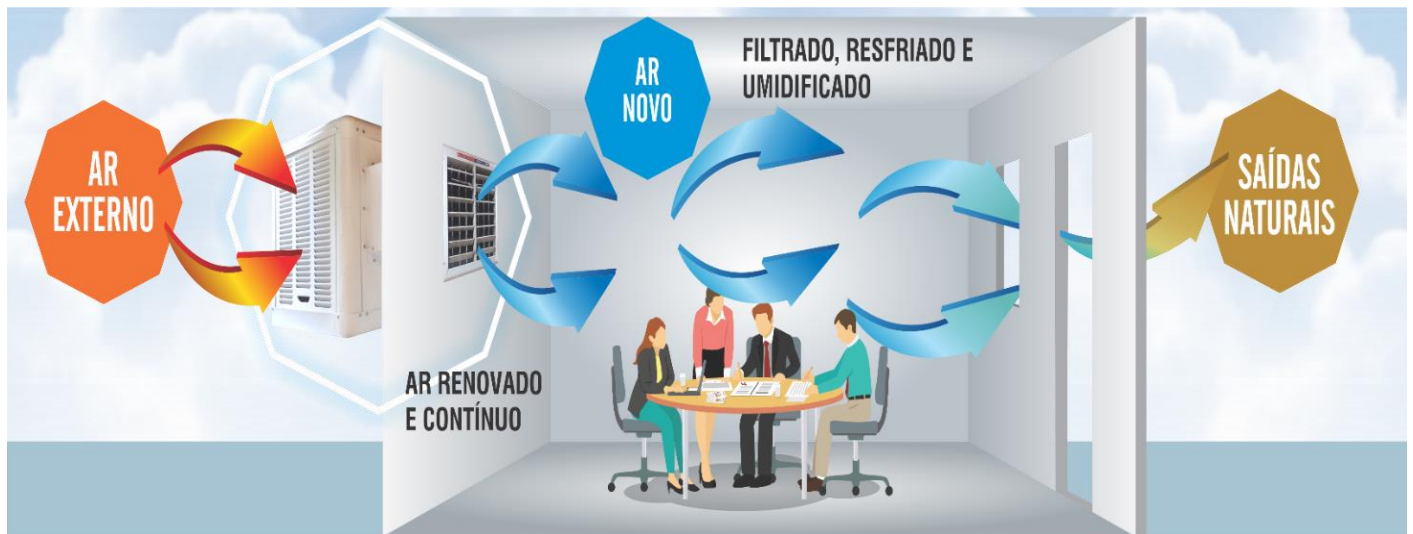 AR
EXTERNO
AR RENOVADO
E CONTÍNUO
AR
NOVO
FILTRADO, RESFRIADO E
UMIDIFICADO
SAÍDAS
NATURAIS